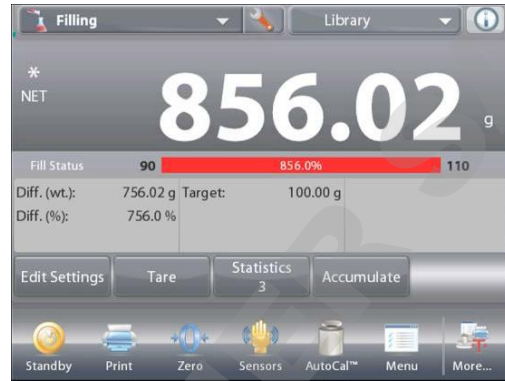 Filling Library
*
NET 856.02 g
Fill Status 90 856.0% 110
Diff. (wt.): 756.02 g Target: 100.00 g
Diff. (%): 756.0 %
Edit Settings Tare Statistics 3 Accumulate
Standby Print Zero Sensors AutoCal™ Menu More...